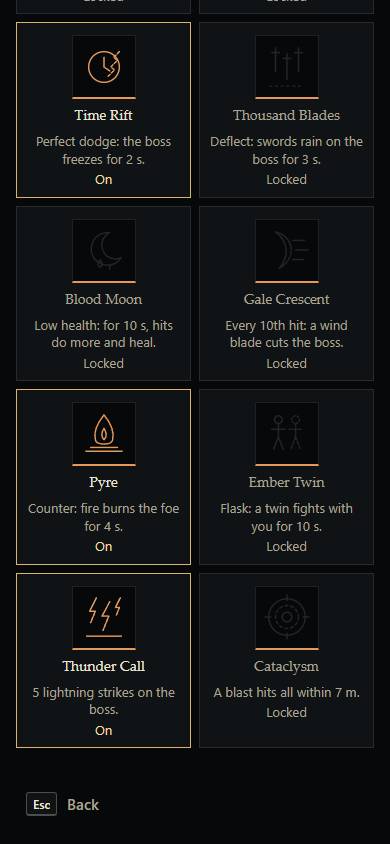 Time Rift
Perfect dodge: the boss
freezes for 2 s.
On
Thousand Blades
Deflect: swords rain on the
boss for 3 s.
Locked
Blood Moon
Low health: for 10 s, hits
do more and heal.
Locked
Gale Crescent
Every 10th hit: a wind
blade cuts the boss.
Locked
Pyre
Counter: fire burns the foe
for 4 s.
On
Ember Twin
Flask: a twin fights with
you for 10 s.
Locked
Thunder Call
5 lightning strikes on the
boss.
On
Cataclysm
A blast hits all within 7 m.
Locked
Esc Back